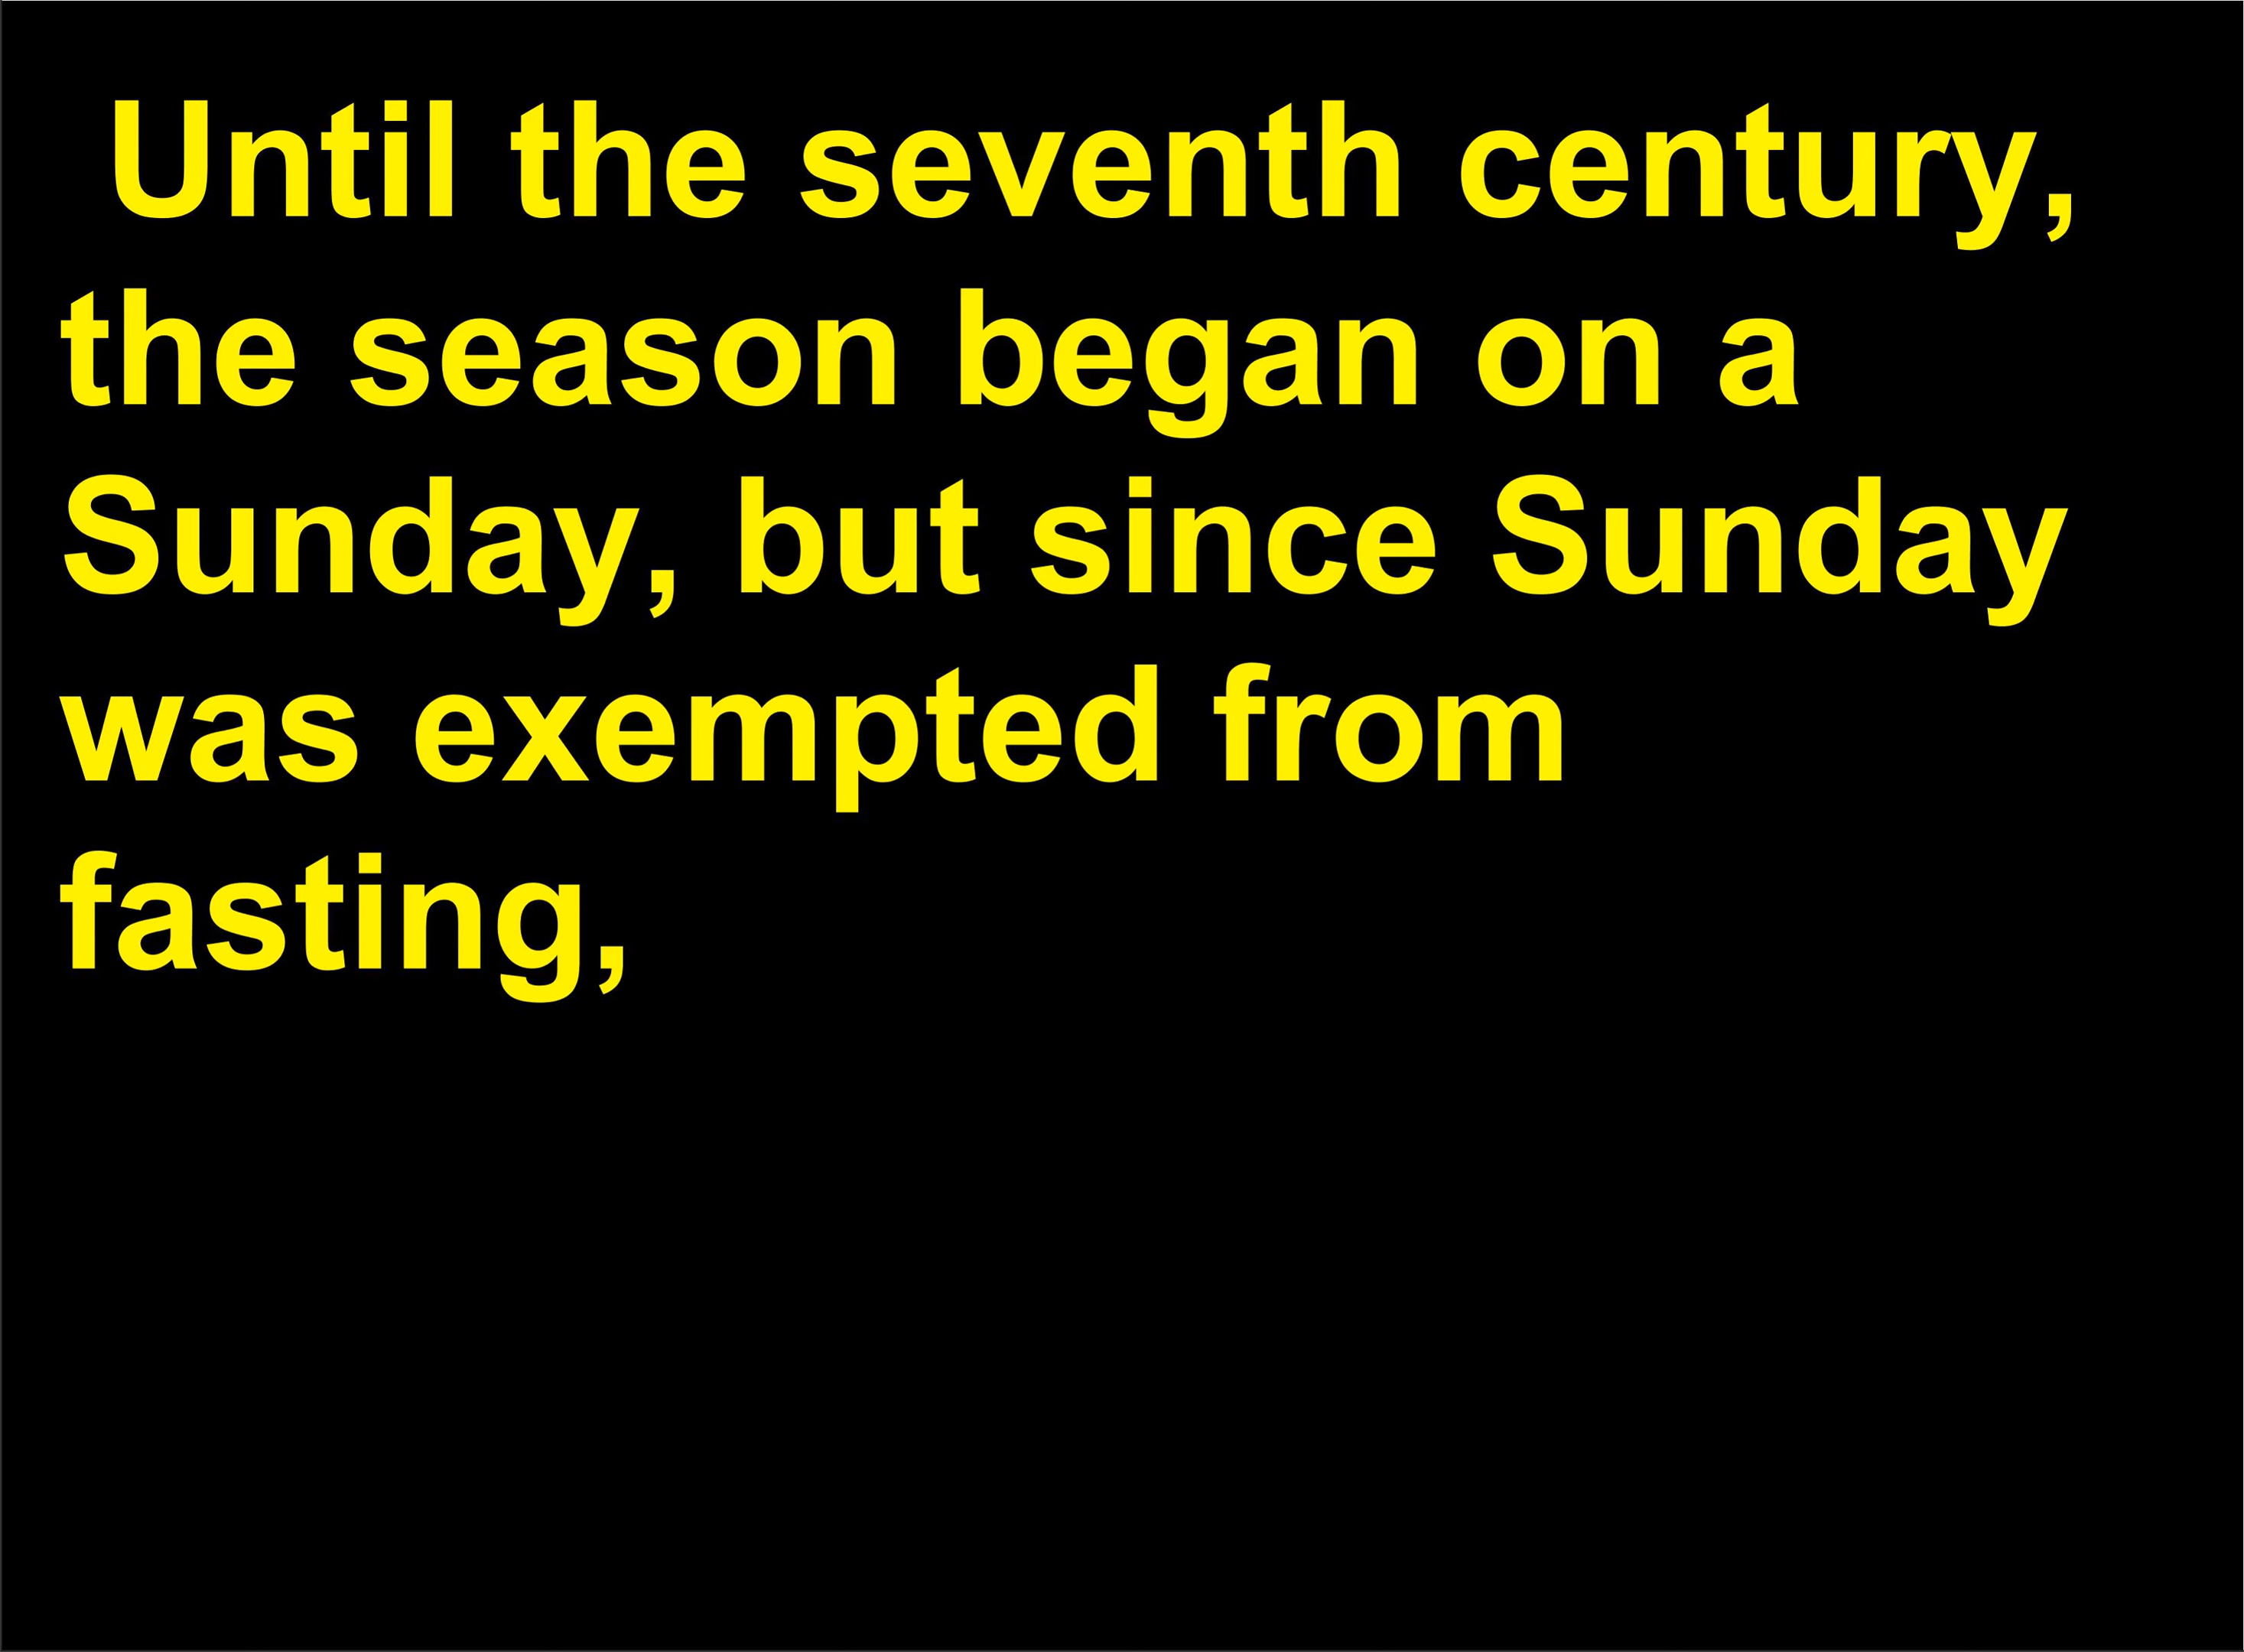 Until the seventh century,
the season began on a
Sunday, but since Sunday
was exempted from
fasting,